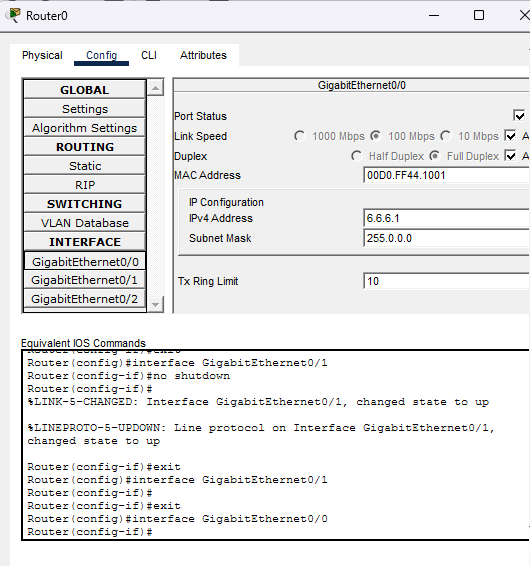 Router0
Physical Config CLI Attributes
GLOBAL
Settings
Algorithm Settings
ROUTING
Static
RIP
SWITCHING
VLAN Database
INTERFACE
GigabitEthernet0/0
GigabitEthernet0/1
GigabitEthernet0/2
GigabitEthernet0/0
Port Status
Link Speed 1000 Mbps 100 Mbps 10 Mbps A
Duplex Half Duplex Full Duplex A
MAC Address 00D0.FF44.1001
IP Configuration
IPv4 Address 6.6.6.1
Subnet Mask 255.0.0.0
Tx Ring Limit 10
Equivalent IOS Commands
Router(config-if)#exit
Router(config)#interface GigabitEthernet0/1
Router(config-if)#no shutdown
Router(config-if)#
%LINK-5-CHANGED: Interface GigabitEthernet0/1, changed state to up
%LINEPROTO-5-UPDOWN: Line protocol on Interface GigabitEthernet0/1,
changed state to up
Router(config-if)#exit
Router(config)#interface GigabitEthernet0/1
Router(config-if)#
Router(config-if)#exit
Router(config)#interface GigabitEthernet0/0
Router(config-if)#